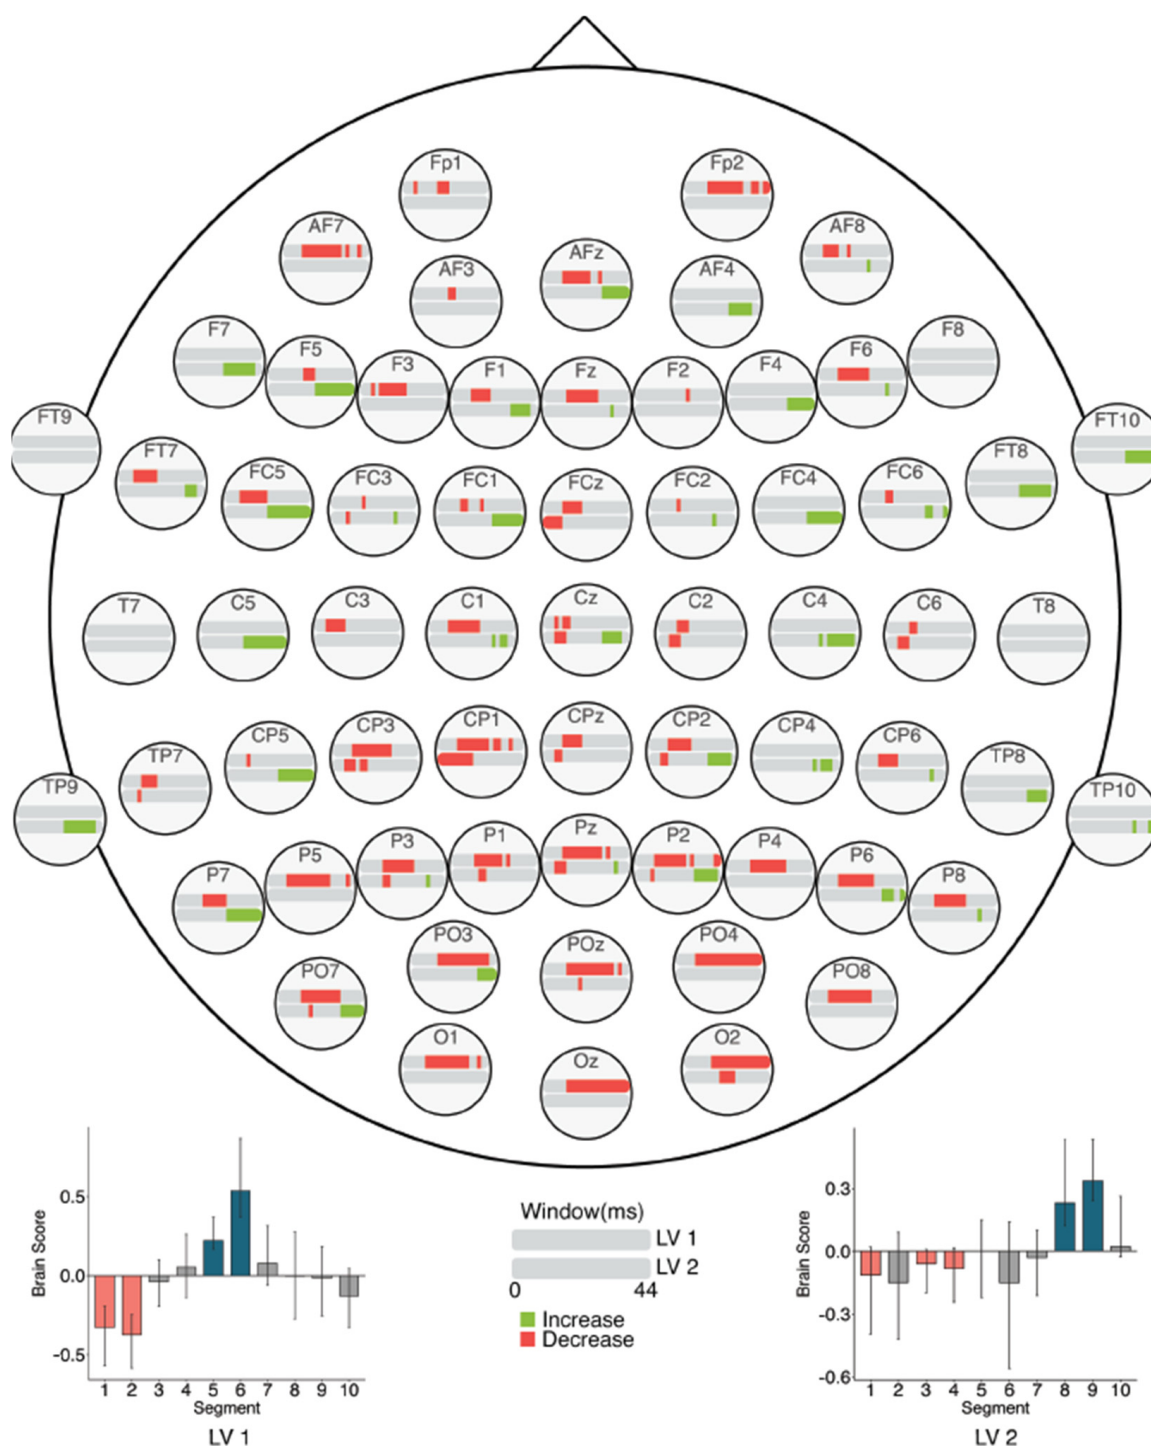 Fp1 Fp2
AF7 AF8
AF3 AFz AF4
F7 F5 F3 F1 Fz F2 F4 F6 F8
FT9 FT10
FT7 FC5 FC3 FC1 FCz FC2 FC4 FC6 FT8
T7 C5 C3 C1 Cz C2 C4 C6 T8
TP7 CP5 CP3 CP1 CPz CP2 CP4 CP6 TP8
TP9 TP10
P7 P5 P3 P1 Pz P2 P4 P6 P8
PO7 PO3 POz PO4 PO8
O1 Oz O2
Brain Score
0.5
0.0
-0.5
1 2 3 4 5 6 7 8 9 10
Segment
LV 1
Window(ms)
LV 1
LV 2
0 44
Increase
Decrease
Brain Score
0.3
0.0
-0.3
-0.6
1 2 3 4 5 6 7 8 9 10
Segment
LV 2